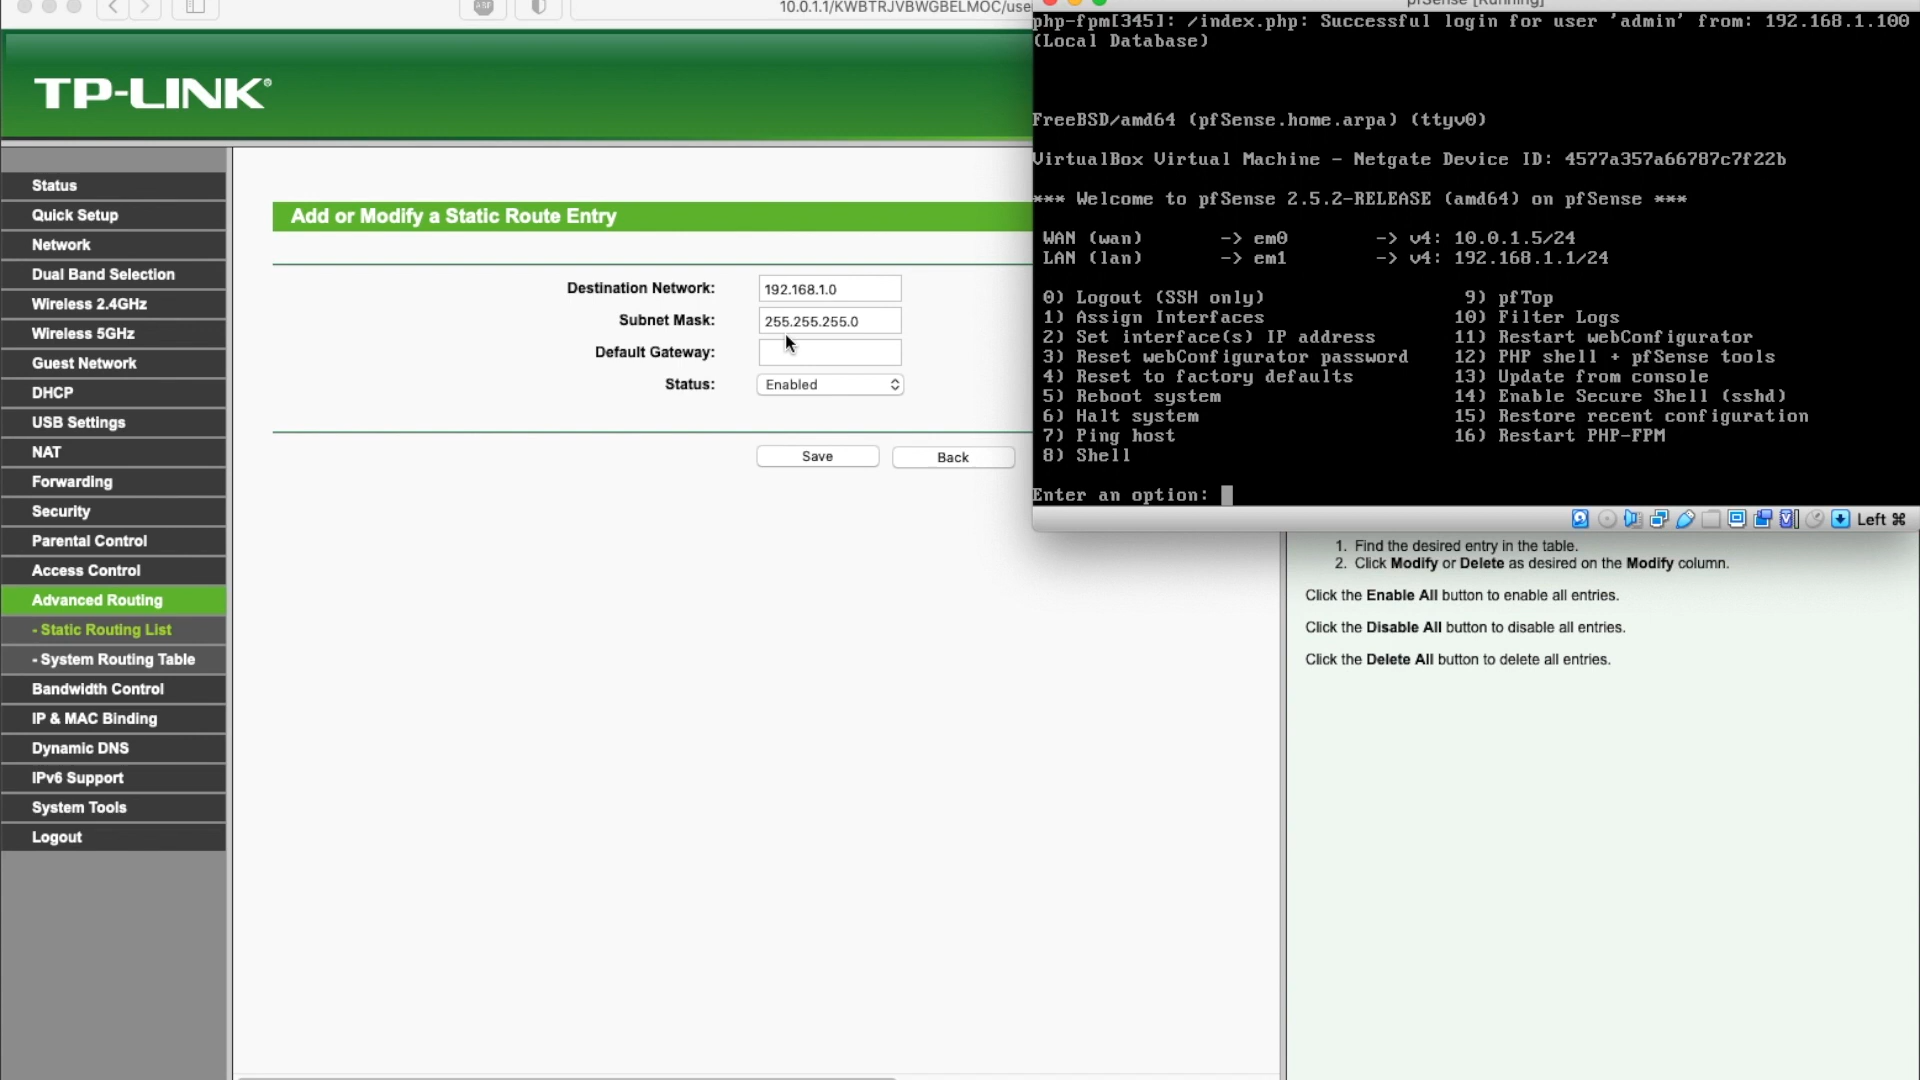 10.0.1.1/KWBTRJVBWGBELMOC/use
TP-LINK®
Status
Quick Setup
Network
Dual Band Selection
Wireless 2.4GHz
Wireless 5GHz
Guest Network
DHCP
USB Settings
NAT
Forwarding
Security
Parental Control
Access Control
Advanced Routing
- Static Routing List
- System Routing Table
Bandwidth Control
IP & MAC Binding
Dynamic DNS
IPv6 Support
System Tools
Logout
Add or Modify a Static Route Entry
Destination Network: 192.168.1.0
Subnet Mask: 255.255.255.0
Default Gateway:
Status: Enabled
Save Back
pfSense [Running]
php-fpm[345]: /index.php: Successful login for user 'admin' from: 192.168.1.100
(Local Database)
FreeBSD/amd64 (pfSense.home.arpa) (ttyv0)
VirtualBox Virtual Machine - Netgate Device ID: 4577a357a66787c7f22b
*** Welcome to pfSense 2.5.2-RELEASE (amd64) on pfSense ***
WAN (wan) -> em0 -> v4: 10.0.1.5/24
LAN (lan) -> em1 -> v4: 192.168.1.1/24
0) Logout (SSH only) 9) pfTop
1) Assign Interfaces 10) Filter Logs
2) Set interface(s) IP address 11) Restart webConfigurator
3) Reset webConfigurator password 12) PHP shell + pfSense tools
4) Reset to factory defaults 13) Update from console
5) Reboot system 14) Enable Secure Shell (sshd)
6) Halt system 15) Restore recent configuration
7) Ping host 16) Restart PHP-FPM
8) Shell
Enter an option:
Left ⌘
1. Find the desired entry in the table.
2. Click Modify or Delete as desired on the Modify column.
Click the Enable All button to enable all entries.
Click the Disable All button to disable all entries.
Click the Delete All button to delete all entries.